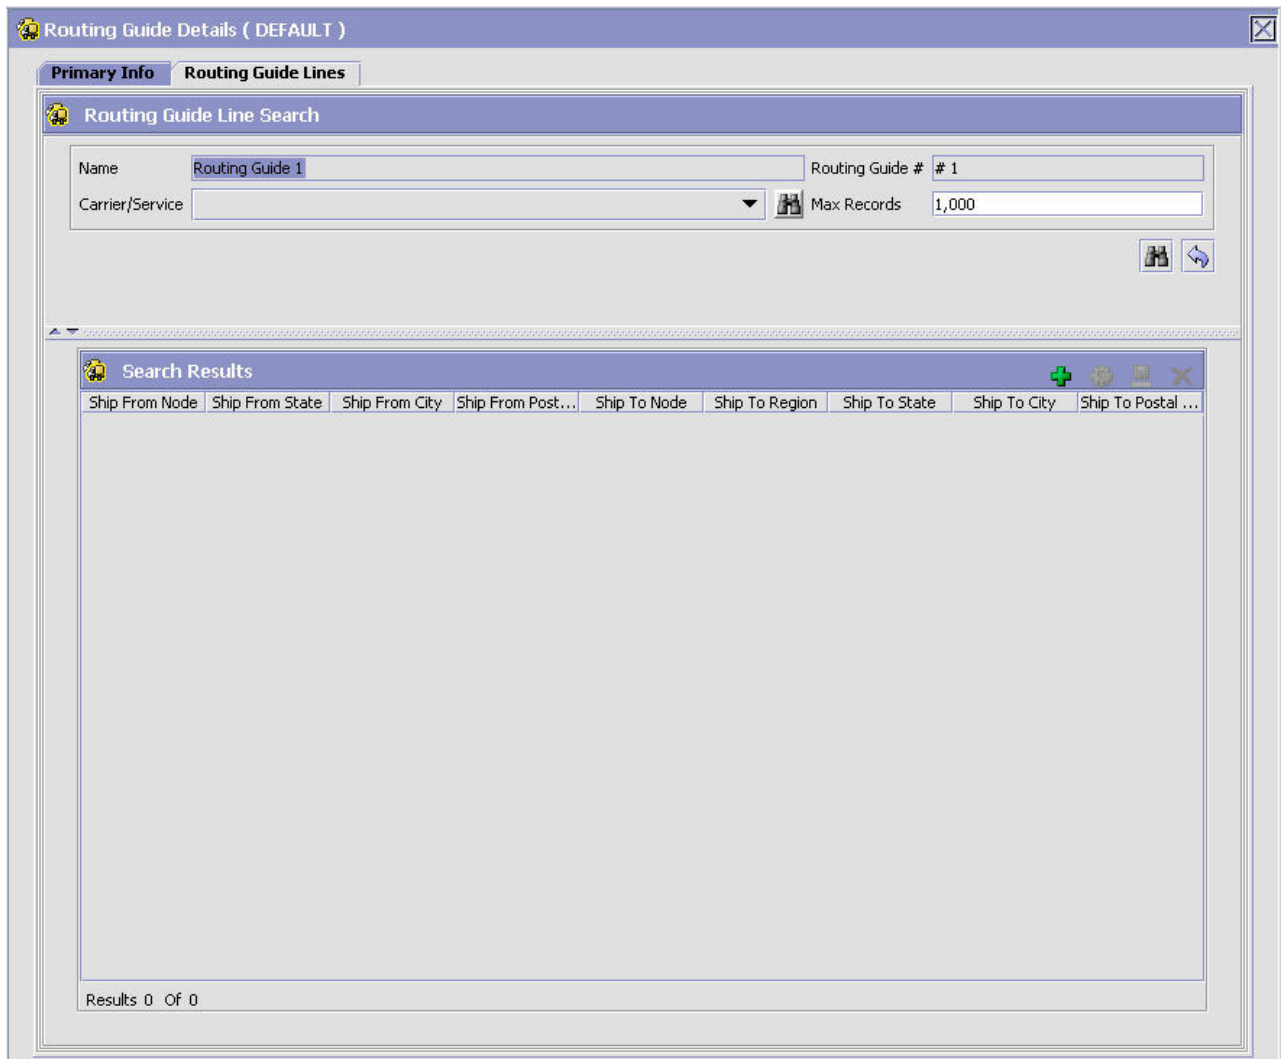 Routing Guide Details ( DEFAULT )
Primary Info Routing Guide Lines
Routing Guide Line Search
Name Routing Guide 1 Routing Guide # # 1
Carrier/Service Max Records 1,000
Search Results
Ship From Node Ship From State Ship From City Ship From Post... Ship To Node Ship To Region Ship To State Ship To City Ship To Postal ...
Results 0 Of 0